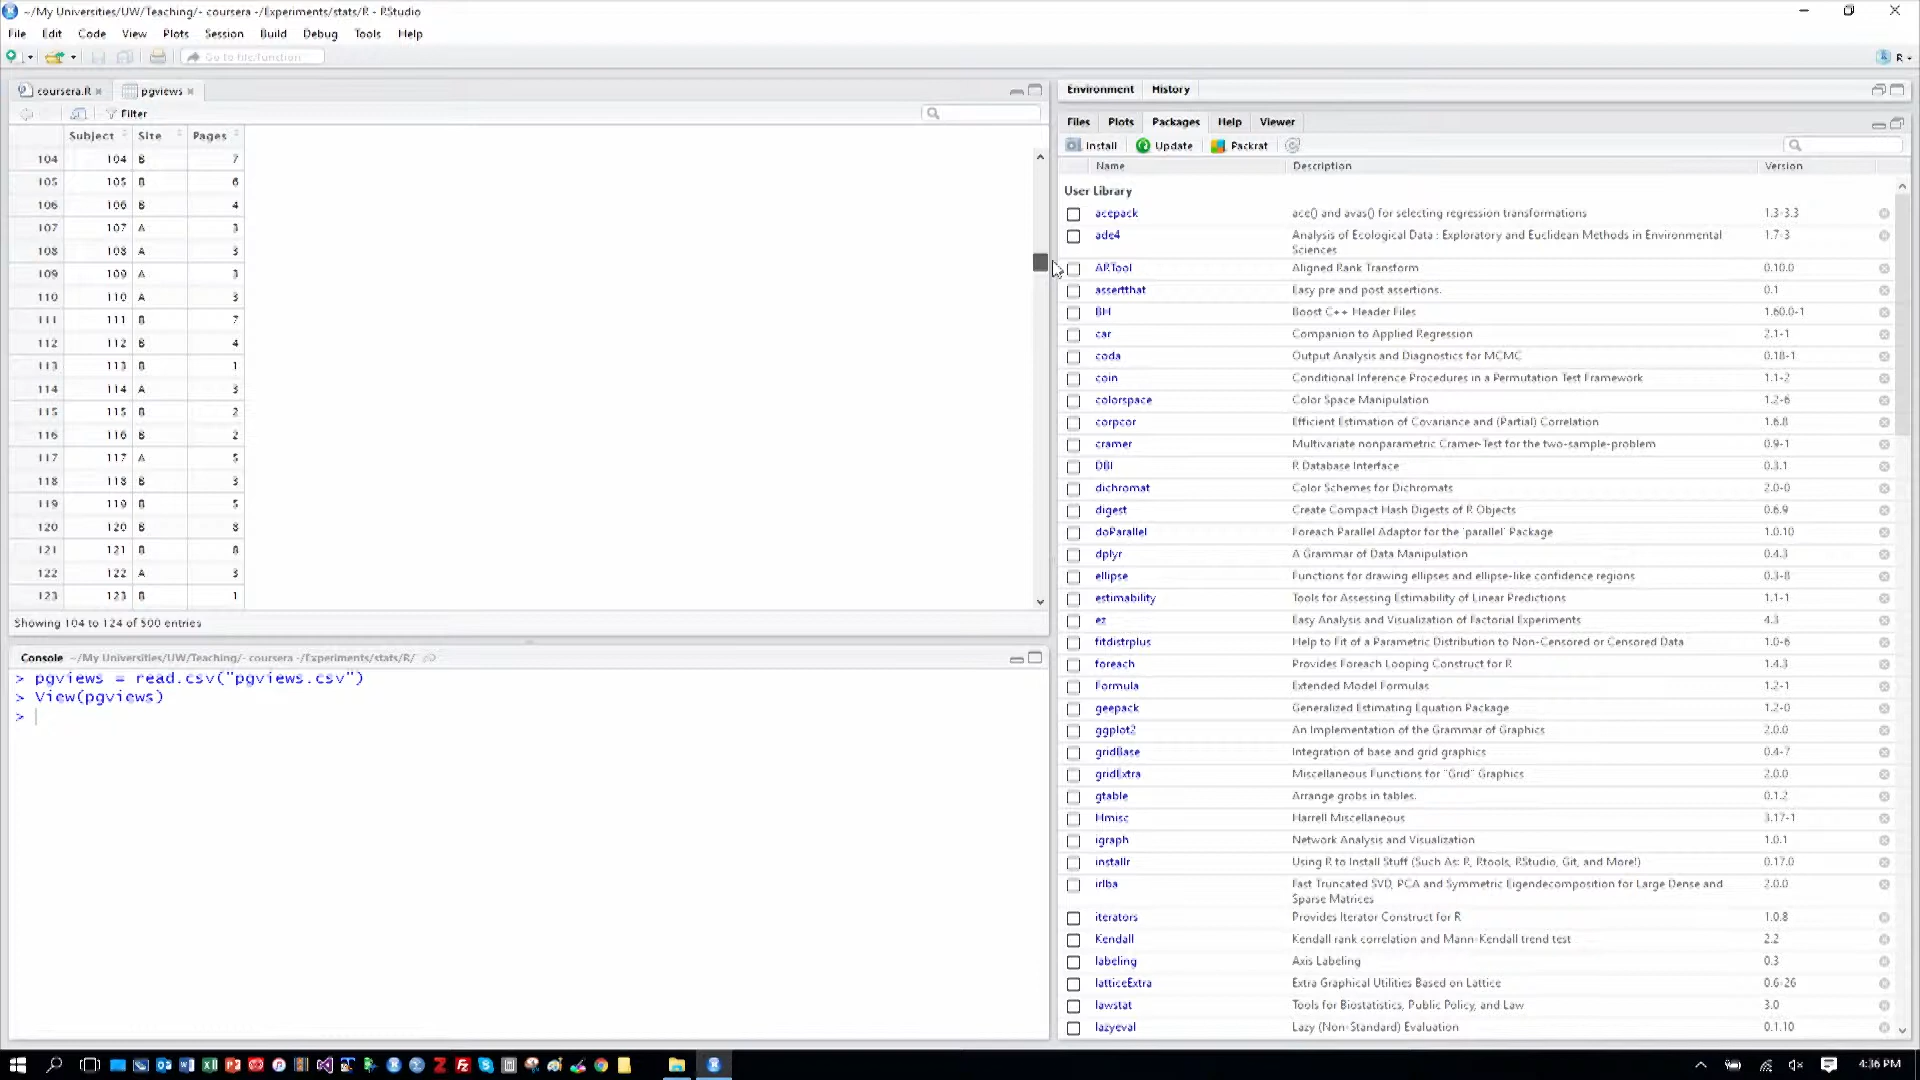 ~/My Universities/UW/Teaching/- coursera -/Experiments/stats/R - RStudio
File Edit Code View Plots Session Build Debug Tools Help
Go to file/function
R
coursera.R pgviews
Filter
Subject Site Pages
104 104 B 7
105 105 B 6
106 106 B 4
107 107 A 3
108 108 A 3
109 109 A 3
110 110 A 3
111 111 B 7
112 112 B 4
113 113 B 1
114 114 A 3
115 115 B 2
116 116 B 2
117 117 A 5
118 118 B 3
119 119 B 5
120 120 B 8
121 121 B 8
122 122 A 3
123 123 B 1
Showing 104 to 124 of 500 entries
Console ~/My Universities/UW/Teaching/- coursera -/Experiments/stats/R/
> pgviews = read.csv("pgviews.csv")
> View(pgviews)
>
Environment History
Files Plots Packages Help Viewer
Install Update Packrat
Name Description Version
User Library
acepack ace() and avas() for selecting regression transformations 1.3-3.3
ade4 Analysis of Ecological Data : Exploratory and Euclidean Methods in Environmental Sciences 1.7-3
ARTool Aligned Rank Transform 0.10.0
assertthat Easy pre and post assertions. 0.1
BH Boost C++ Header Files 1.60.0-1
car Companion to Applied Regression 2.1-1
coda Output Analysis and Diagnostics for MCMC 0.18-1
coin Conditional Inference Procedures in a Permutation Test Framework 1.1-2
colorspace Color Space Manipulation 1.2-6
corpcor Efficient Estimation of Covariance and (Partial) Correlation 1.6.8
cramer Multivariate nonparametric Cramer-Test for the two-sample-problem 0.9-1
DBI R Database Interface 0.3.1
dichromat Color Schemes for Dichromats 2.0-0
digest Create Compact Hash Digests of R Objects 0.6.9
doParallel Foreach Parallel Adaptor for the 'parallel' Package 1.0.10
dplyr A Grammar of Data Manipulation 0.4.3
ellipse Functions for drawing ellipses and ellipse-like confidence regions 0.3-8
estimability Tools for Assessing Estimability of Linear Predictions 1.1-1
ez Easy Analysis and Visualization of Factorial Experiments 4.3
fitdistrplus Help to Fit of a Parametric Distribution to Non-Censored or Censored Data 1.0-6
foreach Provides Foreach Looping Construct for R 1.4.3
Formula Extended Model Formulas 1.2-1
geepack Generalized Estimating Equation Package 1.2-0
ggplot2 An Implementation of the Grammar of Graphics 2.0.0
gridBase Integration of base and grid graphics 0.4-7
gridExtra Miscellaneous Functions for "Grid" Graphics 2.0.0
gtable Arrange grobs in tables. 0.1.2
Hmisc Harrell Miscellaneous 3.17-1
igraph Network Analysis and Visualization 1.0.1
installr Using R to Install Stuff (Such As: R, Rtools, RStudio, Git, and More!) 0.17.0
irlba Fast Truncated SVD, PCA and Symmetric Eigendecomposition for Large Dense and Sparse Matrices 2.0.0
iterators Provides Iterator Construct for R 1.0.8
Kendall Kendall rank correlation and Mann-Kendall trend test 2.2
labeling Axis Labeling 0.3
latticeExtra Extra Graphical Utilities Based on Lattice 0.6-26
lawstat Tools for Biostatistics, Public Policy, and Law 3.0
lazyeval Lazy (Non-Standard) Evaluation 0.1.10
4:36 PM